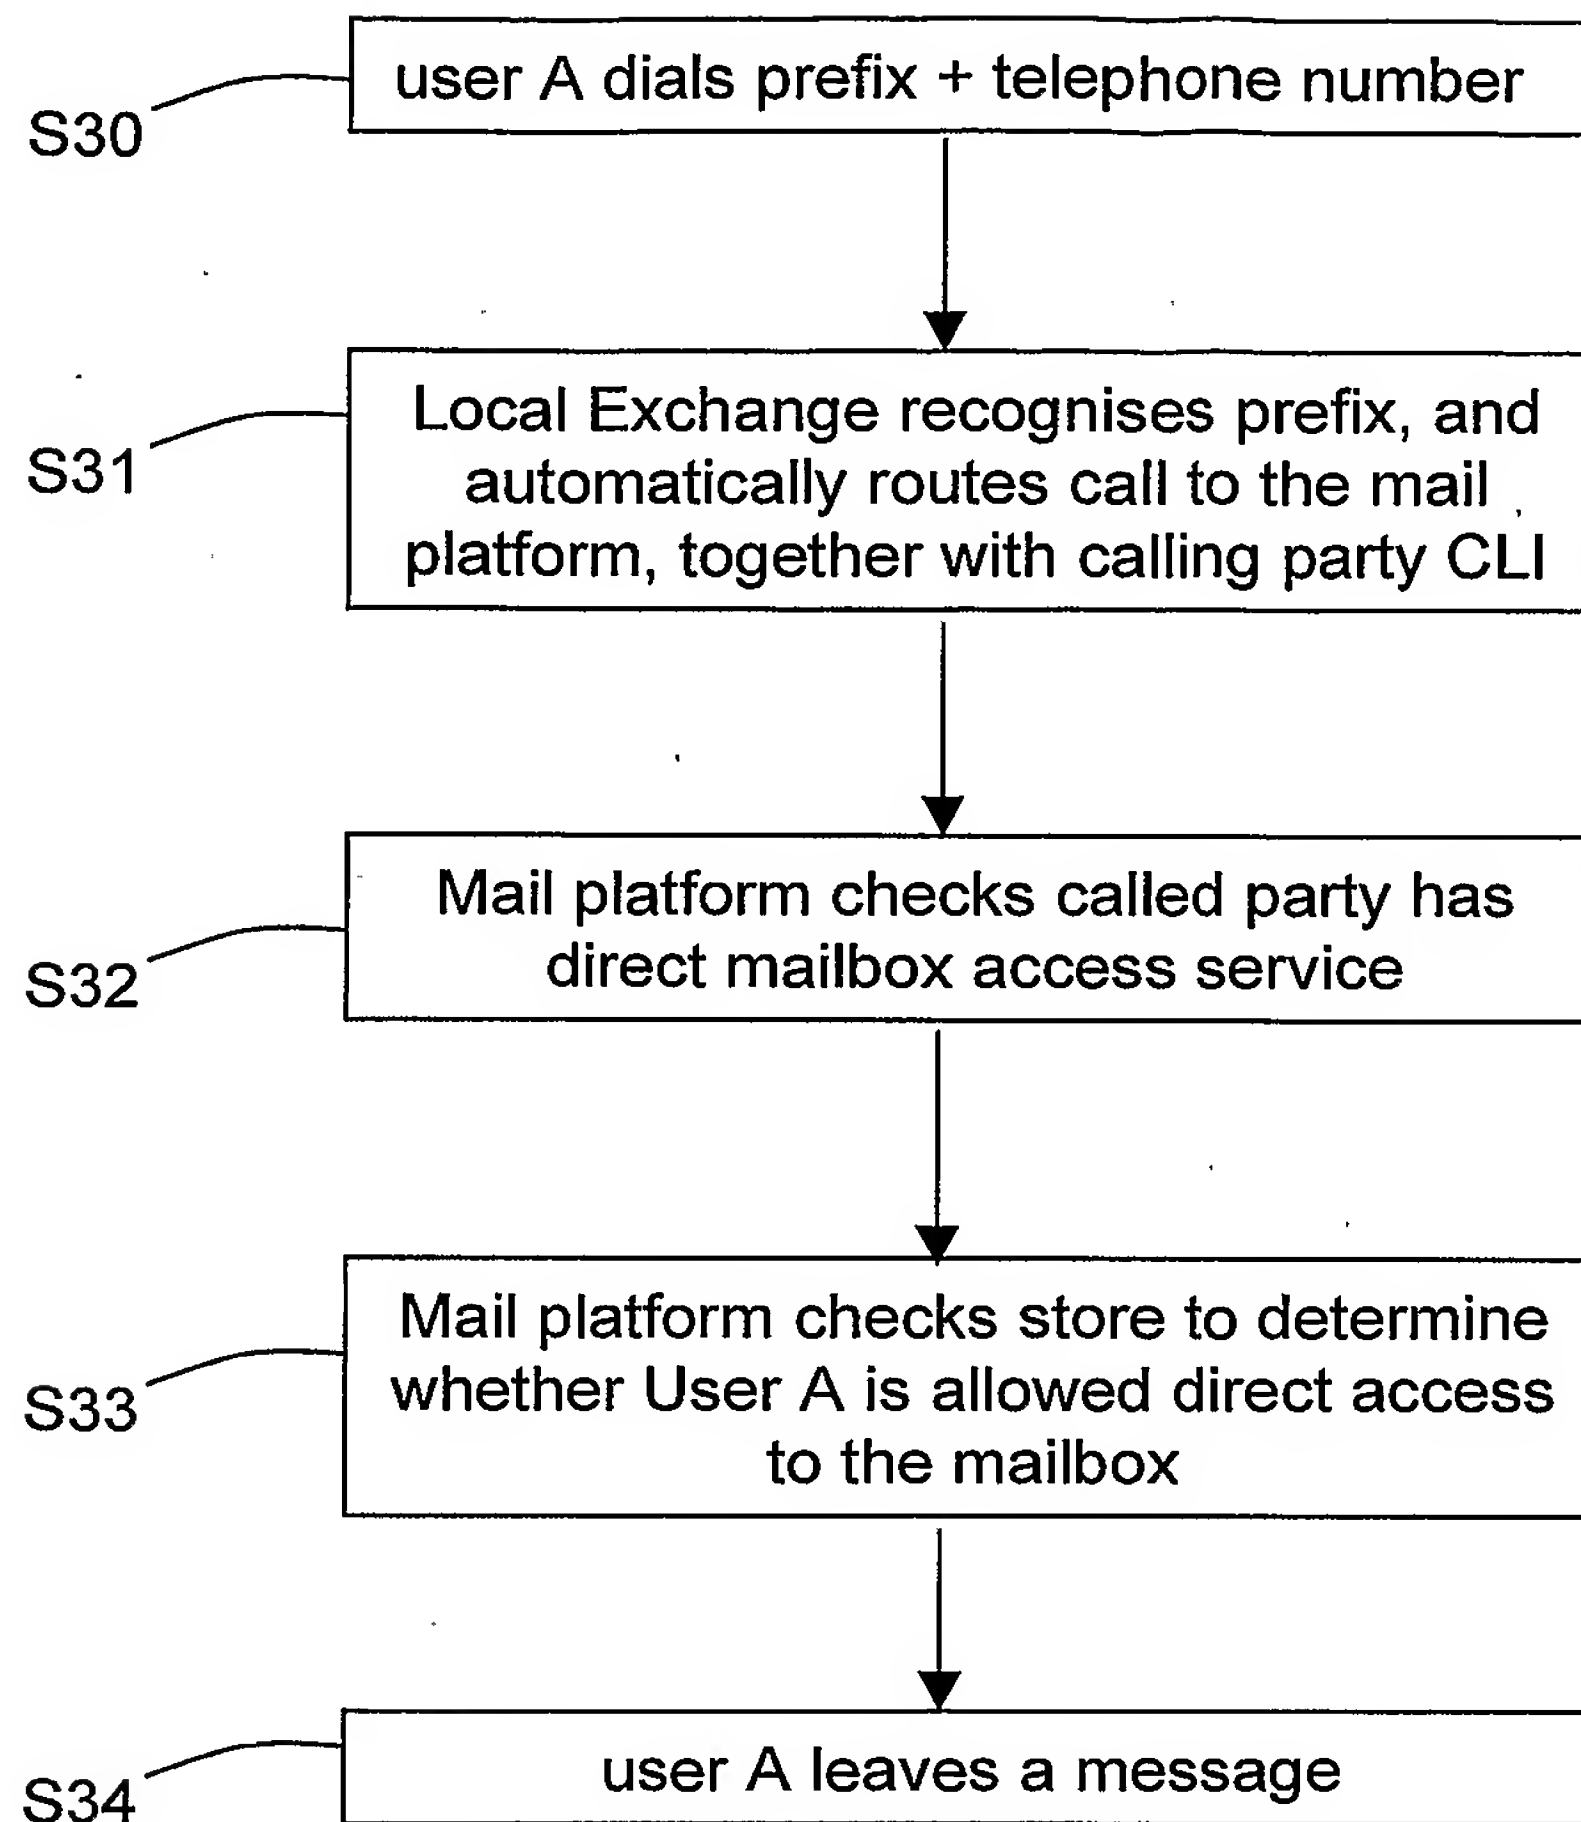 user A dials prefix + telephone number
S30
Local Exchange recognises prefix, and
automatically routes call to the mail
platform, together with calling party CLI
S31
Mail platform checks called party has
direct mailbox access service
S32
Mail platform checks store to determine
whether User A is allowed direct access
to the mailbox
S33
user A leaves a message
S34